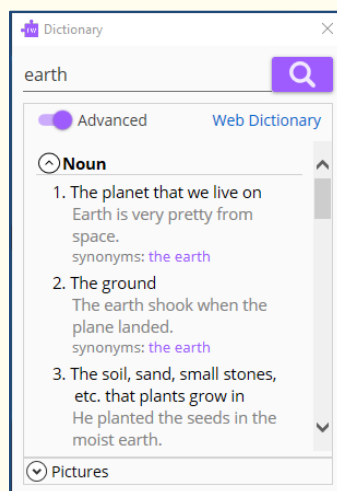 Dictionary
earth
Advanced Web Dictionary
Noun
1. The planet that we live on
Earth is very pretty from
space.
synonyms: the earth
2. The ground
The earth shook when the
plane landed.
synonyms: the earth
3. The soil, sand, small stones,
etc. that plants grow in
He planted the seeds in the
moist earth.
Pictures